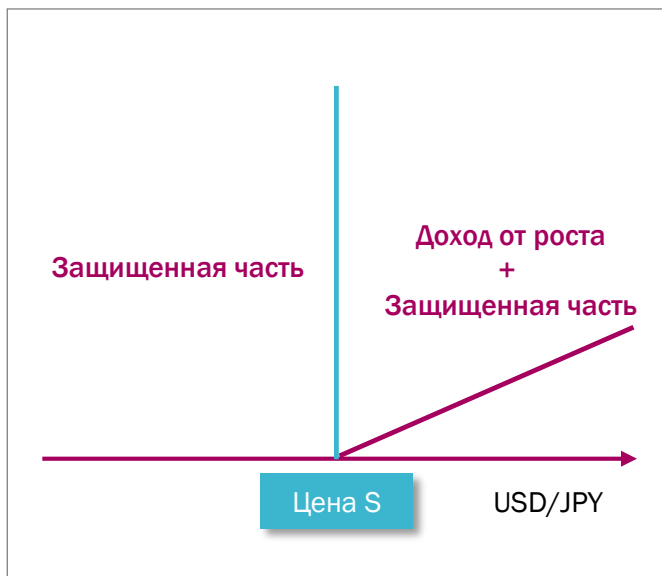 Защищенная часть
Доход от роста
+
Защищенная часть
Цена S
USD/JPY